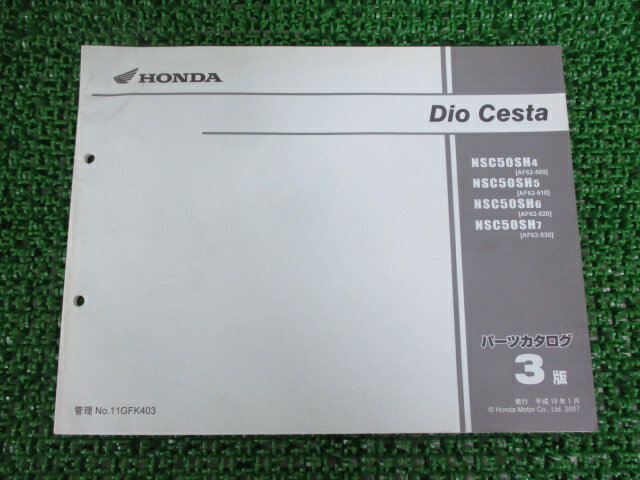 HONDA
Dio Cesta
NSC50SH4
[AF62-500]
NSC50SH5
[AF62-510]
NSC50SH6
[AF62-520]
NSC50SH7
[AF62-530]
パーツカタログ
3版
発行 平成19年1月
© Honda Motor Co., Ltd. 2007
管理 No.11GFK403